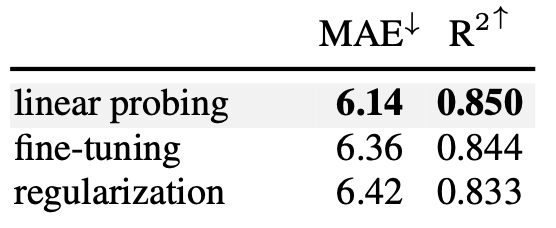 MAE↓ R²↑
linear probing 6.14 0.850
fine-tuning 6.36 0.844
regularization 6.42 0.833